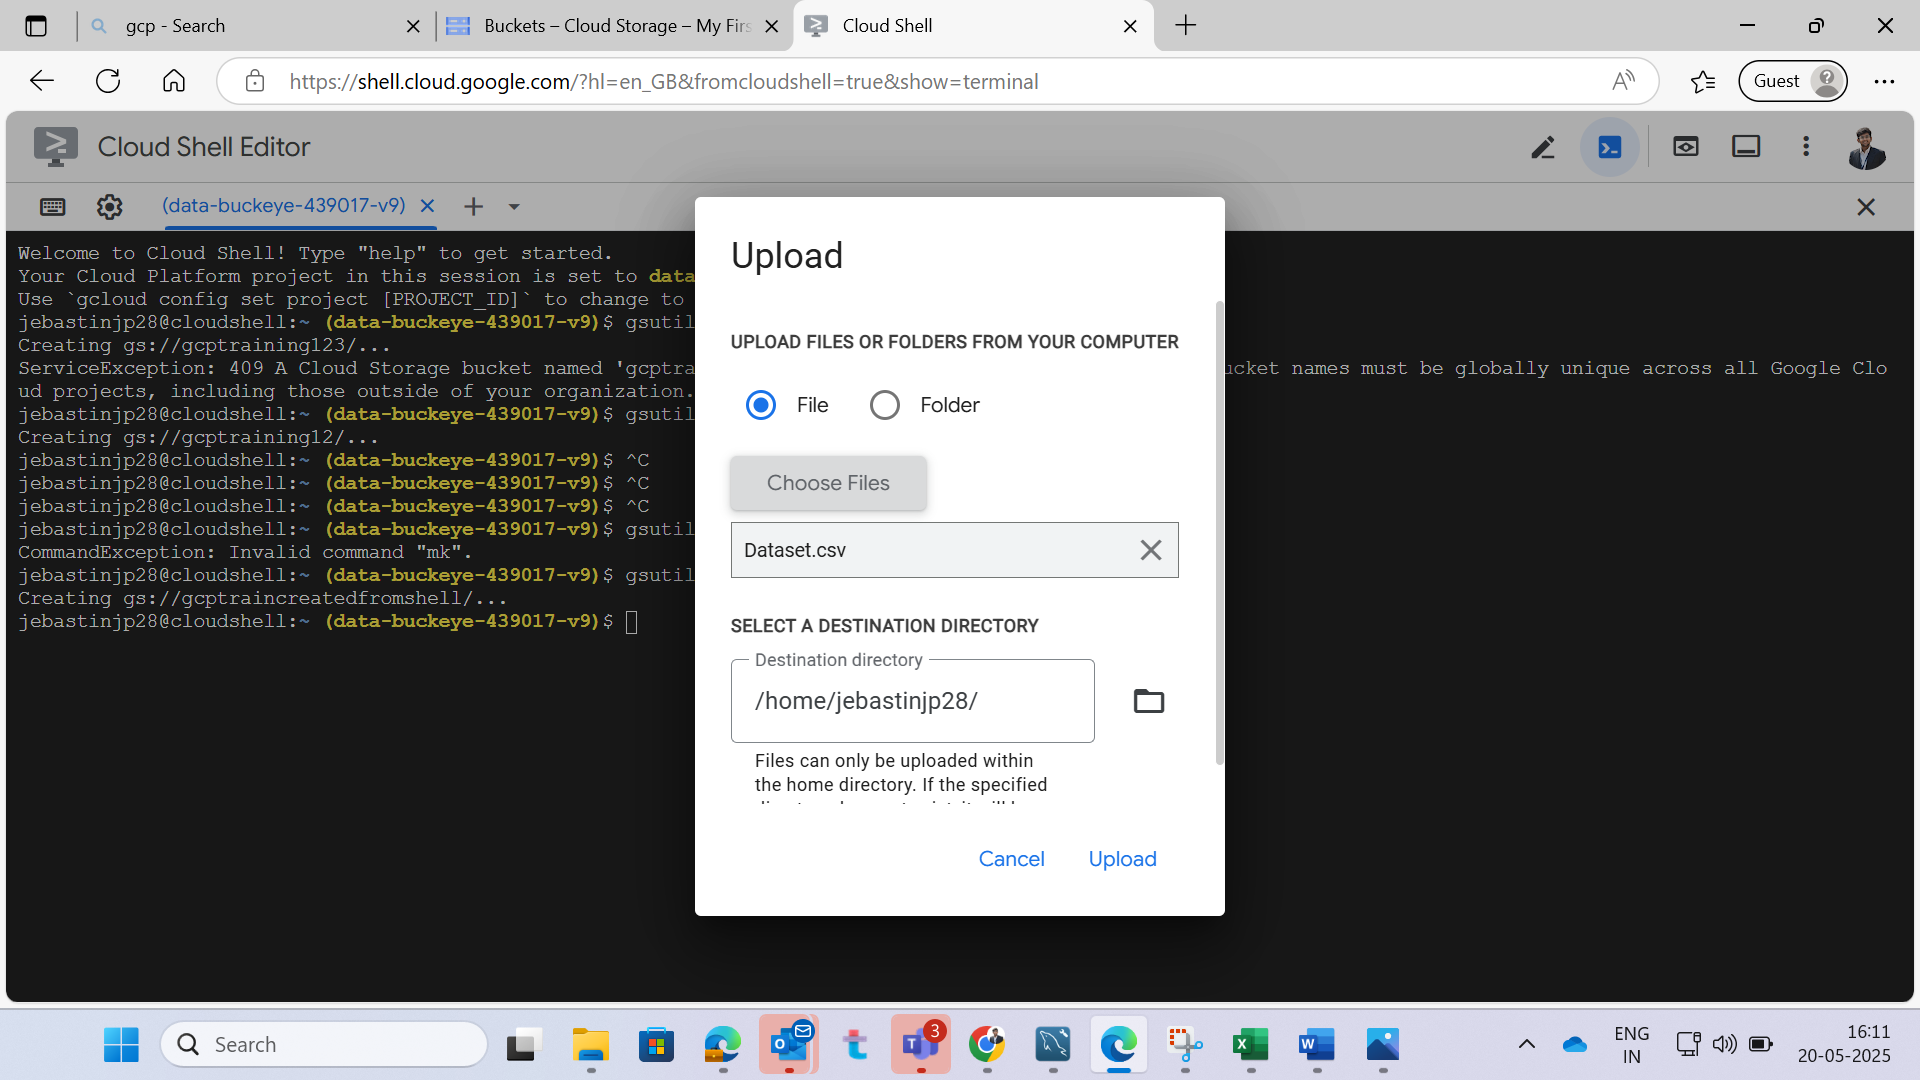 gcp - Search
Buckets – Cloud Storage – My Firs
Cloud Shell
https://shell.cloud.google.com/?hl=en_GB&fromcloudshell=true&show=terminal
Guest
Cloud Shell Editor
(data-buckeye-439017-v9)
Welcome to Cloud Shell! Type "help" to get started.
Your Cloud Platform project in this session is set to data
Use `gcloud config set project [PROJECT_ID]` to change to
jebastinjp28@cloudshell:~ (data-buckeye-439017-v9)$ gsutil
Creating gs://gcptraining123/...
ServiceException: 409 A Cloud Storage bucket named 'gcptra ucket names must be globally unique across all Google Clo
ud projects, including those outside of your organization.
jebastinjp28@cloudshell:~ (data-buckeye-439017-v9)$ gsutil
Creating gs://gcptraining12/...
jebastinjp28@cloudshell:~ (data-buckeye-439017-v9)$ ^C
jebastinjp28@cloudshell:~ (data-buckeye-439017-v9)$ ^C
jebastinjp28@cloudshell:~ (data-buckeye-439017-v9)$ ^C
jebastinjp28@cloudshell:~ (data-buckeye-439017-v9)$ gsutil
CommandException: Invalid command "mk".
jebastinjp28@cloudshell:~ (data-buckeye-439017-v9)$ gsutil
Creating gs://gcptraincreatedfromshell/...
jebastinjp28@cloudshell:~ (data-buckeye-439017-v9)$
Upload
UPLOAD FILES OR FOLDERS FROM YOUR COMPUTER
File Folder
Choose Files
Dataset.csv
SELECT A DESTINATION DIRECTORY
Destination directory
/home/jebastinjp28/
Files can only be uploaded within
the home directory. If the specified
Cancel Upload
Search
3
ENG
IN
16:11
20-05-2025